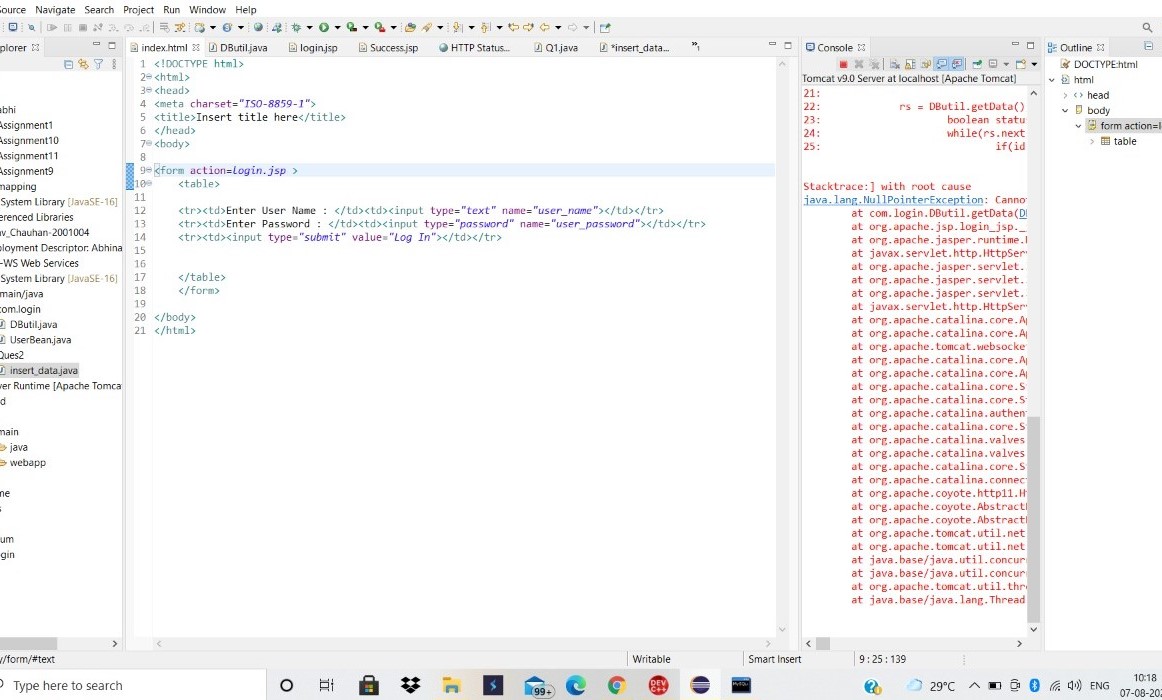 ource Navigate Search Project Run Window Help
plorer
index.html DButil.java login.jsp Success.jsp HTTP Status... Q1.java *insert_data... "1
Console
Outline
Tomcat v9.0 Server at localhost [Apache Tomcat]
abhi
Assignment1
Assignment10
Assignment11
Assignment9
mapping
System Library [JavaSE-16]
erenced Libraries
av_Chauhan-2001004
ployment Descriptor: Abhina
-WS Web Services
System Library [JavaSE-16]
main/java
com.login
DButil.java
UserBean.java
Ques2
insert_data.java
ver Runtime [Apache Tomca
d
main
java
webapp
me
s
um
gin
1 <!DOCTYPE html>
2 <html>
3 <head>
4 <meta charset="ISO-8859-1">
5 <title>Insert title here</title>
6 </head>
7 <body>
8
9 <form action=login.jsp >
10 <table>
11
12 <tr><td>Enter User Name : </td><td><input type="text" name="user_name"></td></tr>
13 <tr><td>Enter Password : </td><td><input type="password" name="user_password"></td></tr>
14 <tr><td><input type="submit" value="Log In"></td></tr>
15
16
17 </table>
18 </form>
19
20 </body>
21 </html>
21:
22: rs = DButil.getData()
23: boolean statu
24: while(rs.next
25: if(id
Stacktrace:] with root cause
java.lang.NullPointerException: Canno
at com.login.DButil.getData(D
at org.apache.jsp.login_jsp._
at org.apache.jasper.runtime.
at javax.servlet.http.HttpSer
at org.apache.jasper.servlet.
at org.apache.jasper.servlet.
at org.apache.jasper.servlet.
at javax.servlet.http.HttpSer
at org.apache.catalina.core.A
at org.apache.catalina.core.A
at org.apache.tomcat.websocke
at org.apache.catalina.core.A
at org.apache.catalina.core.A
at org.apache.catalina.core.S
at org.apache.catalina.core.S
at org.apache.catalina.authen
at org.apache.catalina.core.S
at org.apache.catalina.valves
at org.apache.catalina.valves
at org.apache.catalina.core.S
at org.apache.catalina.connec
at org.apache.coyote.http11.H
at org.apache.coyote.Abstract
at org.apache.coyote.Abstract
at org.apache.tomcat.util.net
at org.apache.tomcat.util.net
at java.base/java.util.concur
at java.base/java.util.concur
at org.apache.tomcat.util.thr
at java.base/java.lang.Thread
DOCTYPE:html
html
head
body
form action=l
table
y/form/#text
Writable
Smart Insert
9 : 25 : 139
Type here to search
99+
DEV C++
29°C
ENG
10:18
07-08-20